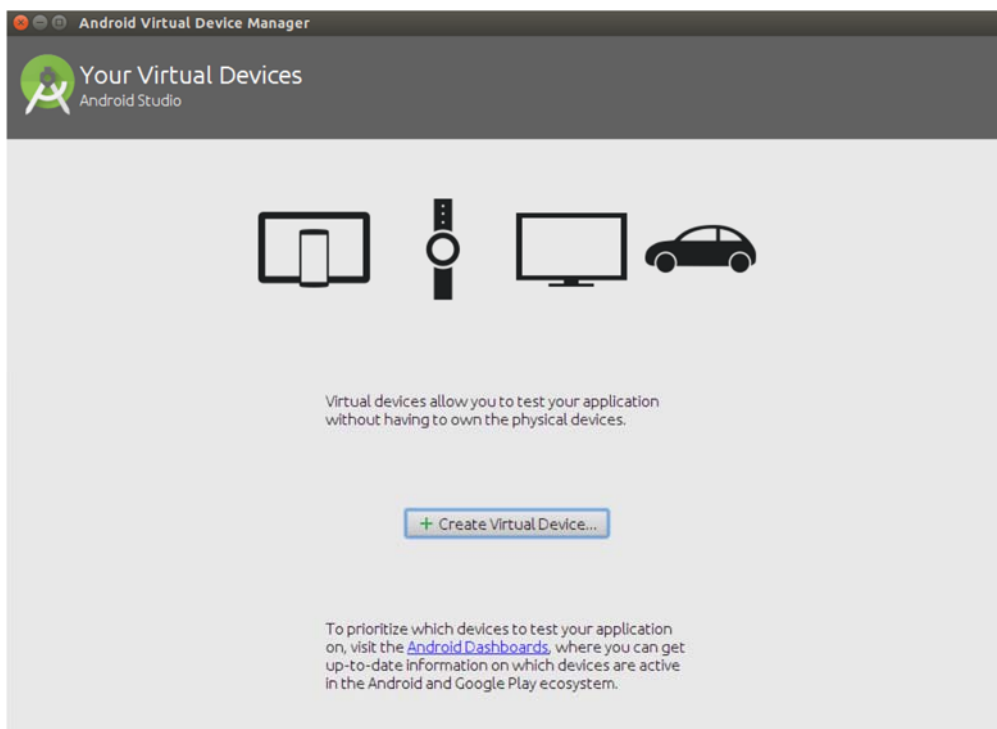 Android Virtual Device Manager
Your Virtual Devices
Android Studio
Virtual devices allow you to test your application
without having to own the physical devices.
+ Create Virtual Device...
To prioritize which devices to test your application
on, visit the Android Dashboards, where you can get
up-to-date information on which devices are active
in the Android and Google Play ecosystem.